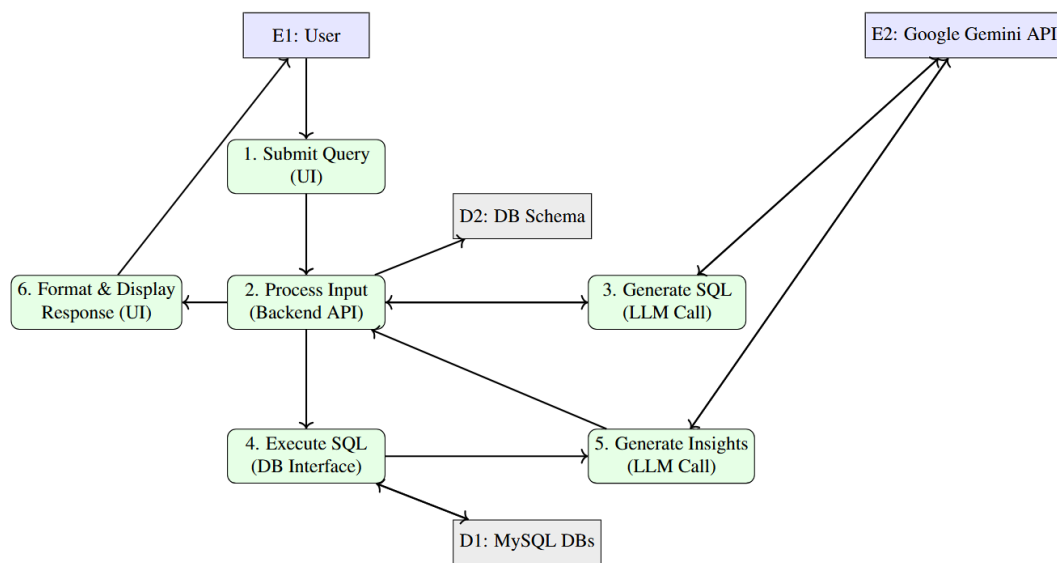 E1: User
E2: Google Gemini API
1. Submit Query
(UI)
D2: DB Schema
6. Format & Display
Response (UI)
2. Process Input
(Backend API)
3. Generate SQL
(LLM Call)
4. Execute SQL
(DB Interface)
5. Generate Insights
(LLM Call)
D1: MySQL DBs